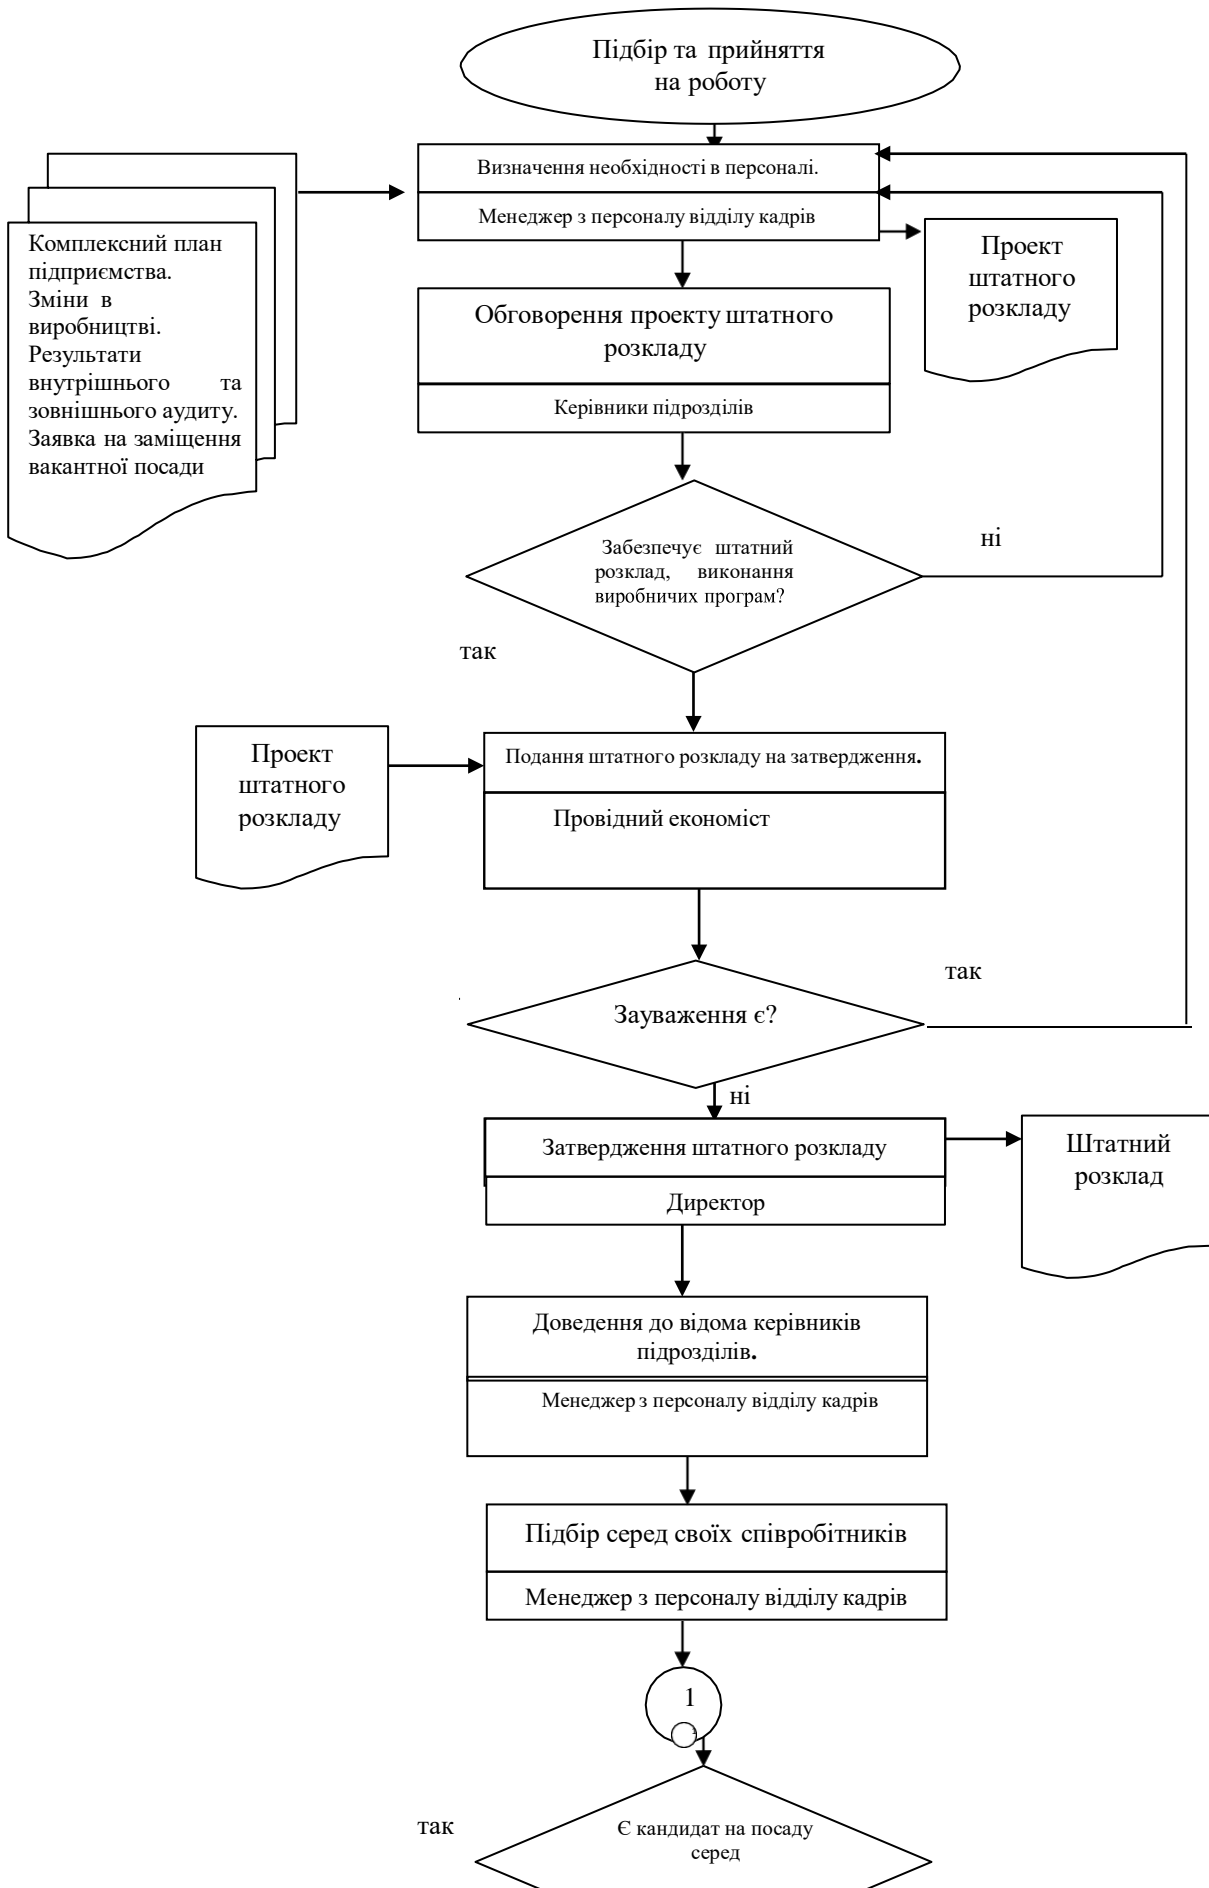 Підбір та прийняття
на роботу
Визначення необхідності в персоналі.
Менеджер з персоналу відділу кадрів
Комплексний план
підприємства.
Зміни в
виробництві.
Результати
внутрішнього та
зовнішнього аудиту.
Заявка на заміщення
вакантної посади
Проект
штатного
розкладу
Обговорення проекту штатного
розкладу
Керівники підрозділів
Забезпечує штатний
розклад, виконання
виробничих програм?
ні
так
Проект
штатного
розкладу
Подання штатного розкладу на затвердження.
Провідний економіст
Зауваження є?
так
ні
Затвердження штатного розкладу
Директор
Штатний
розклад
Доведення до відома керівників
підрозділів.
Менеджер з персоналу відділу кадрів
Підбір серед своїх співробітників
Менеджер з персоналу відділу кадрів
1
так
Є кандидат на посаду
серед